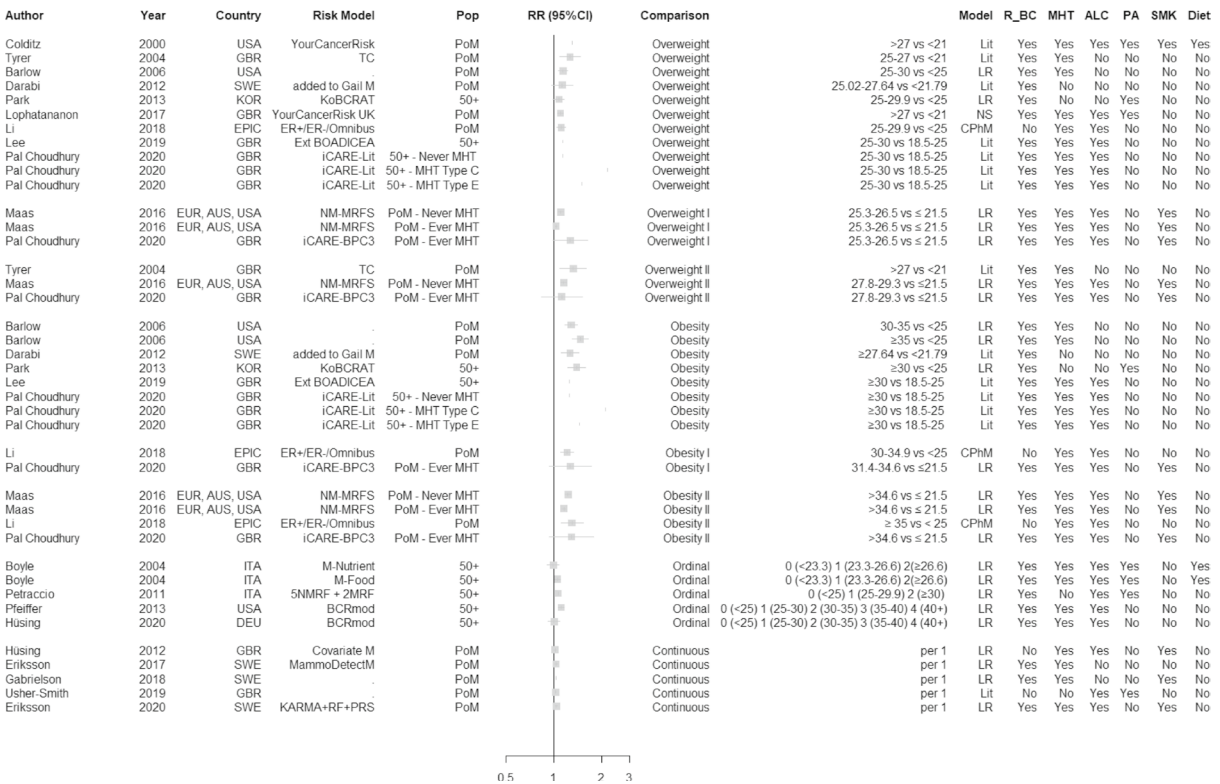 Author Year Country Risk Model Pop RR (95%CI) Comparison Model R_BC MHT ALC PA SMK Diet
Colditz 2000 USA YourCancerRisk PoM Overweight >27 vs <21 Lit Yes Yes Yes Yes Yes Yes
Tyrer 2004 GBR TC PoM Overweight 25-27 vs <21 Lit Yes Yes No No No No
Barlow 2006 USA . PoM Overweight 25-30 vs <25 LR Yes Yes No No No No
Darabi 2012 SWE added to Gail M PoM Overweight 25.02-27.64 vs <21.79 Lit Yes No No No No No
Park 2013 KOR KoBCRAT 50+ Overweight 25-29.9 vs <25 LR Yes No No Yes No No
Lophatananon 2017 GBR YourCancerRisk UK PoM Overweight >27 vs <21 NS Yes Yes Yes Yes No No
Li 2018 EPIC ER+/ER-/Omnibus PoM Overweight 25-29.9 vs <25 CPhM No Yes Yes No No No
Lee 2019 GBR Ext BOADICEA 50+ Overweight 25-30 vs 18.5-25 Lit Yes Yes Yes No No No
Pal Choudhury 2020 GBR iCARE-Lit 50+ - Never MHT Overweight 25-30 vs 18.5-25 Lit Yes Yes Yes No No No
Pal Choudhury 2020 GBR iCARE-Lit 50+ - MHT Type C Overweight 25-30 vs 18.5-25 Lit Yes Yes Yes No No No
Pal Choudhury 2020 GBR iCARE-Lit 50+ - MHT Type E Overweight 25-30 vs 18.5-25 Lit Yes Yes Yes No No No
Maas 2016 EUR, AUS, USA NM-MRFS PoM - Never MHT Overweight I 25.3-26.5 vs ≤ 21.5 LR Yes Yes Yes No Yes No
Maas 2016 EUR, AUS, USA NM-MRFS PoM - Ever MHT Overweight I 25.3-26.5 vs ≤ 21.5 LR Yes Yes Yes No Yes No
Pal Choudhury 2020 GBR iCARE-BPC3 PoM - Ever MHT Overweight I 25.3-26.5 vs ≤ 21.5 LR Yes Yes Yes No Yes No
Tyrer 2004 GBR TC PoM Overweight II >27 vs <21 Lit Yes Yes No No No No
Maas 2016 EUR, AUS, USA NM-MRFS PoM - Ever MHT Overweight II 27.8-29.3 vs ≤21.5 LR Yes Yes Yes No Yes No
Pal Choudhury 2020 GBR iCARE-BPC3 PoM - Ever MHT Overweight II 27.8-29.3 vs ≤21.5 LR Yes Yes Yes No Yes No
Barlow 2006 USA . PoM Obesity 30-35 vs <25 LR Yes Yes No No No No
Barlow 2006 USA . PoM Obesity ≥35 vs <25 LR Yes Yes No No No No
Darabi 2012 SWE added to Gail M PoM Obesity ≥27.64 vs <21.79 Lit Yes No No No No No
Park 2013 KOR KoBCRAT 50+ Obesity ≥30 vs <25 LR Yes No No Yes No No
Lee 2019 GBR Ext BOADICEA 50+ Obesity ≥30 vs 18.5-25 Lit Yes Yes Yes No No No
Pal Choudhury 2020 GBR iCARE-Lit 50+ - Never MHT Obesity ≥30 vs 18.5-25 Lit Yes Yes Yes No No No
Pal Choudhury 2020 GBR iCARE-Lit 50+ - MHT Type C Obesity ≥30 vs 18.5-25 Lit Yes Yes Yes No No No
Pal Choudhury 2020 GBR iCARE-Lit 50+ - MHT Type E Obesity ≥30 vs 18.5-25 Lit Yes Yes Yes No No No
Li 2018 EPIC ER+/ER-/Omnibus PoM Obesity I 30-34.9 vs <25 CPhM No Yes Yes No No No
Pal Choudhury 2020 GBR iCARE-BPC3 PoM - Ever MHT Obesity I 31.4-34.6 vs ≤21.5 LR Yes Yes Yes No Yes No
Maas 2016 EUR, AUS, USA NM-MRFS PoM - Never MHT Obesity II >34.6 vs ≤ 21.5 LR Yes Yes Yes No Yes No
Maas 2016 EUR, AUS, USA NM-MRFS PoM - Ever MHT Obesity II >34.6 vs ≤ 21.5 LR Yes Yes Yes No Yes No
Li 2018 EPIC ER+/ER-/Omnibus PoM Obesity II ≥ 35 vs < 25 CPhM No Yes Yes No No No
Pal Choudhury 2020 GBR iCARE-BPC3 PoM - Ever MHT Obesity II >34.6 vs ≤ 21.5 LR Yes Yes Yes No Yes No
Boyle 2004 ITA M-Nutrient 50+ Ordinal 0 (<23.3) 1 (23.3-26.6) 2(≥26.6) LR Yes Yes Yes Yes No Yes
Boyle 2004 ITA M-Food 50+ Ordinal 0 (<23.3) 1 (23.3-26.6) 2(≥26.6) LR Yes Yes Yes Yes No Yes
Petraccio 2011 ITA 5NMRF + 2MRF 50+ Ordinal 0 (<25) 1 (25-29.9) 2 (≥30) LR Yes No Yes Yes No No
Pfeiffer 2013 USA BCRmod 50+ Ordinal 0 (<25) 1 (25-30) 2 (30-35) 3 (35-40) 4 (40+) LR Yes Yes Yes No No No
Hüsing 2020 DEU BCRmod 50+ Ordinal 0 (<25) 1 (25-30) 2 (30-35) 3 (35-40) 4 (40+) LR Yes Yes Yes No No No
Hüsing 2012 GBR Covariate M PoM Continuous per 1 LR No Yes Yes No Yes No
Eriksson 2017 SWE MammoDetectM PoM Continuous per 1 LR Yes Yes No No No No
Gabrielson 2018 SWE . PoM Continuous per 1 LR Yes Yes Yes No Yes No
Usher-Smith 2019 GBR . PoM Continuous per 1 Lit No No Yes Yes No No
Eriksson 2020 SWE KARMA+RF+PRS PoM Continuous per 1 LR Yes Yes Yes No Yes No
0.5 1 2 3